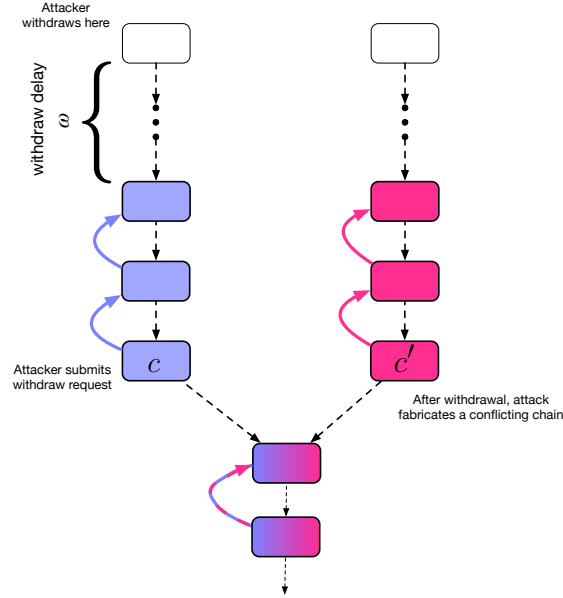 Attacker
withdraws here
withdraw delay
ω
c
c′
Attacker submits
withdraw request
After withdrawal, attack
fabricates a conflicting chain